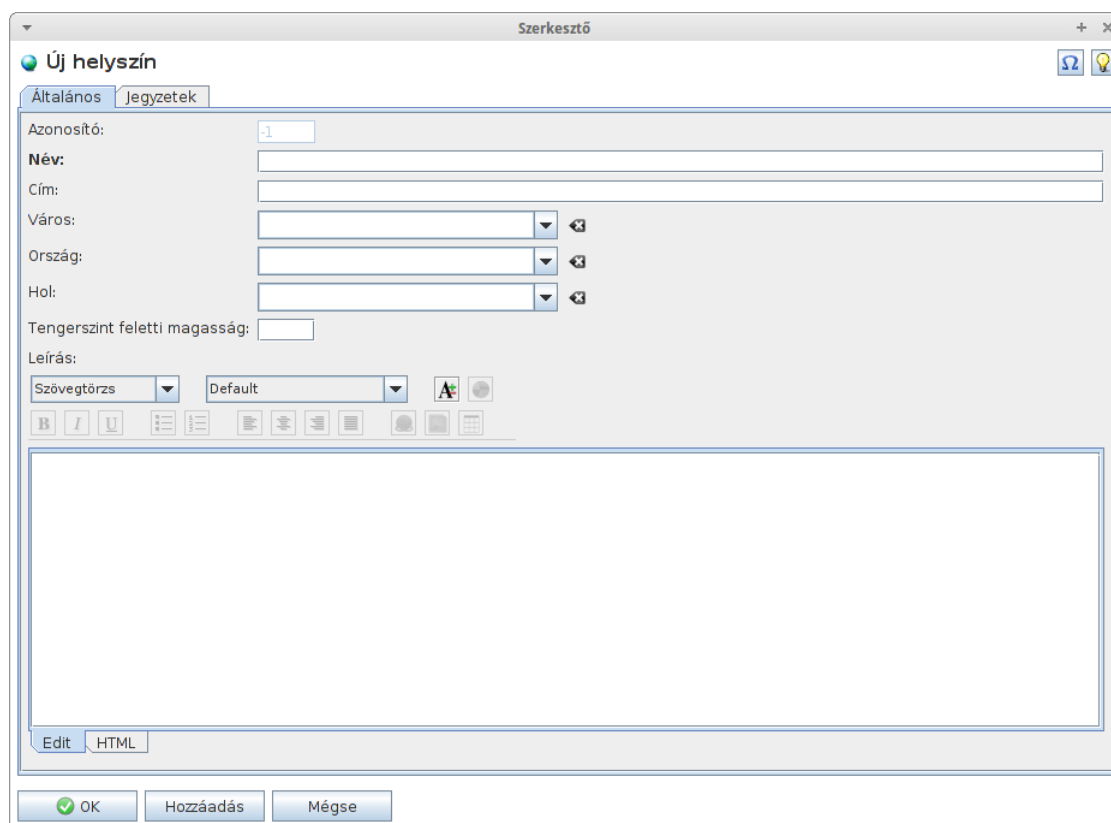 Szerkesztő
Új helyszín
Általános Jegyzetek
Azonosító: -1
Név:
Cím:
Város:
Ország:
Hol:
Tengerszint feletti magasság:
Leírás:
Szövegtörzs Default
B I U
Edit HTML
OK Hozzáadás Mégse